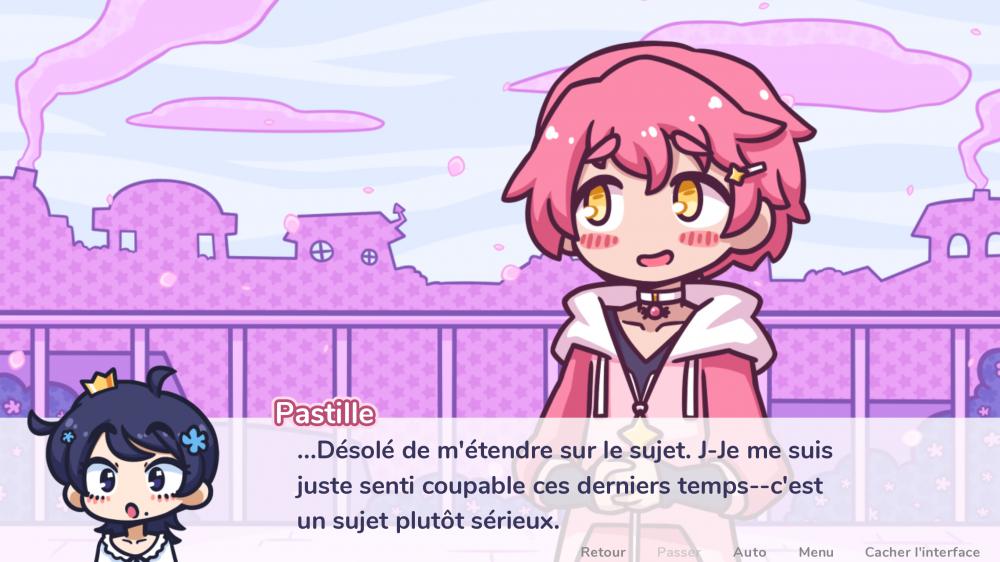 Pastille
...Désolé de m'étendre sur le sujet. J-Je me suis
juste senti coupable ces derniers temps--c'est
un sujet plutôt sérieux.
Retour Passer Auto Menu Cacher l'interface